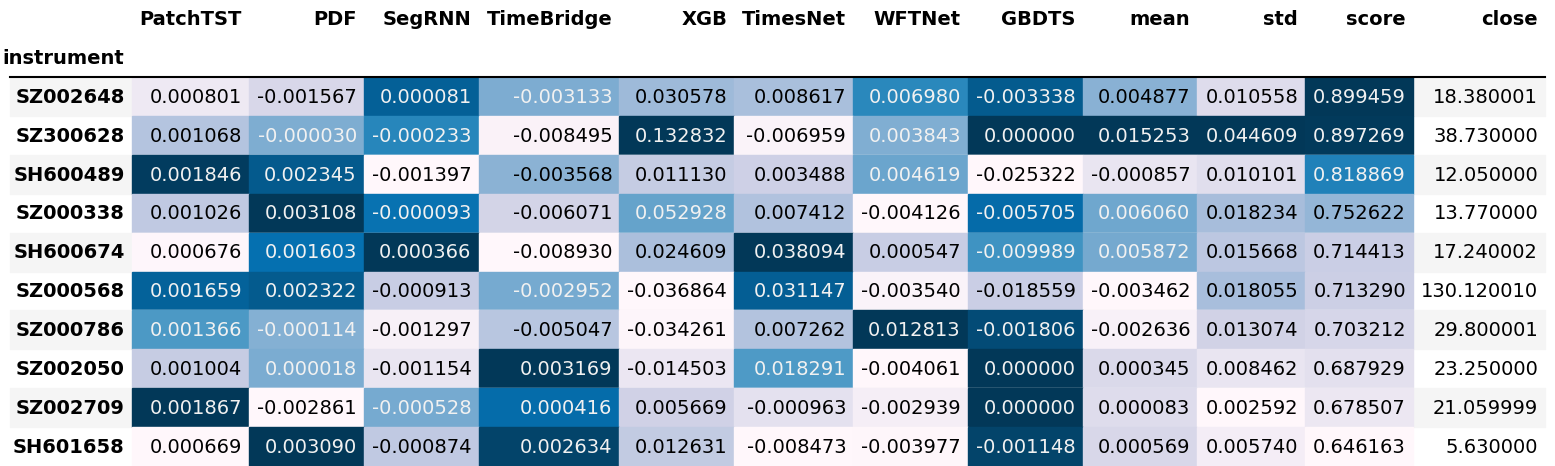 PatchTST PDF SegRNN TimeBridge XGB TimesNet WFTNet GBDTS mean std score close
instrument
SZ002648 0.000801 -0.001567 0.000081 -0.003133 0.030578 0.008617 0.006980 -0.003338 0.004877 0.010558 0.899459 18.380001
SZ300628 0.001068 -0.000030 -0.000233 -0.008495 0.132832 -0.006959 0.003843 0.000000 0.015253 0.044609 0.897269 38.730000
SH600489 0.001846 0.002345 -0.001397 -0.003568 0.011130 0.003488 0.004619 -0.025322 -0.000857 0.010101 0.818869 12.050000
SZ000338 0.001026 0.003108 -0.000093 -0.006071 0.052928 0.007412 -0.004126 -0.005705 0.006060 0.018234 0.752622 13.770000
SH600674 0.000676 0.001603 0.000366 -0.008930 0.024609 0.038094 0.000547 -0.009989 0.005872 0.015668 0.714413 17.240002
SZ000568 0.001659 0.002322 -0.000913 -0.002952 -0.036864 0.031147 -0.003540 -0.018559 -0.003462 0.018055 0.713290 130.120010
SZ000786 0.001366 -0.000114 -0.001297 -0.005047 -0.034261 0.007262 0.012813 -0.001806 -0.002636 0.013074 0.703212 29.800001
SZ002050 0.001004 0.000018 -0.001154 0.003169 -0.014503 0.018291 -0.004061 0.000000 0.000345 0.008462 0.687929 23.250000
SZ002709 0.001867 -0.002861 -0.000528 0.000416 0.005669 -0.000963 -0.002939 0.000000 0.000083 0.002592 0.678507 21.059999
SH601658 0.000669 0.003090 -0.000874 0.002634 0.012631 -0.008473 -0.003977 -0.001148 0.000569 0.005740 0.646163 5.630000